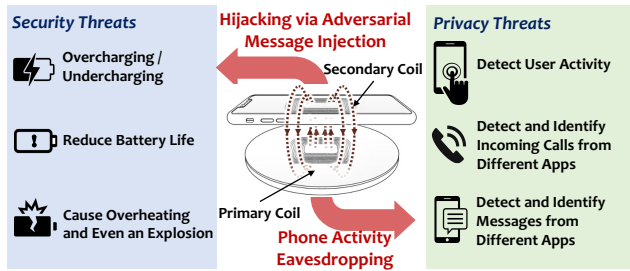 Security Threats
Overcharging /
Undercharging
Reduce Battery Life
Cause Overheating
and Even an Explosion
Hijacking via Adversarial
Message Injection
Secondary Coil
Primary Coil
Phone Activity
Eavesdropping
Privacy Threats
Detect User Activity
Detect and Identify
Incoming Calls from
Different Apps
Detect and Identify
Messages from
Different Apps